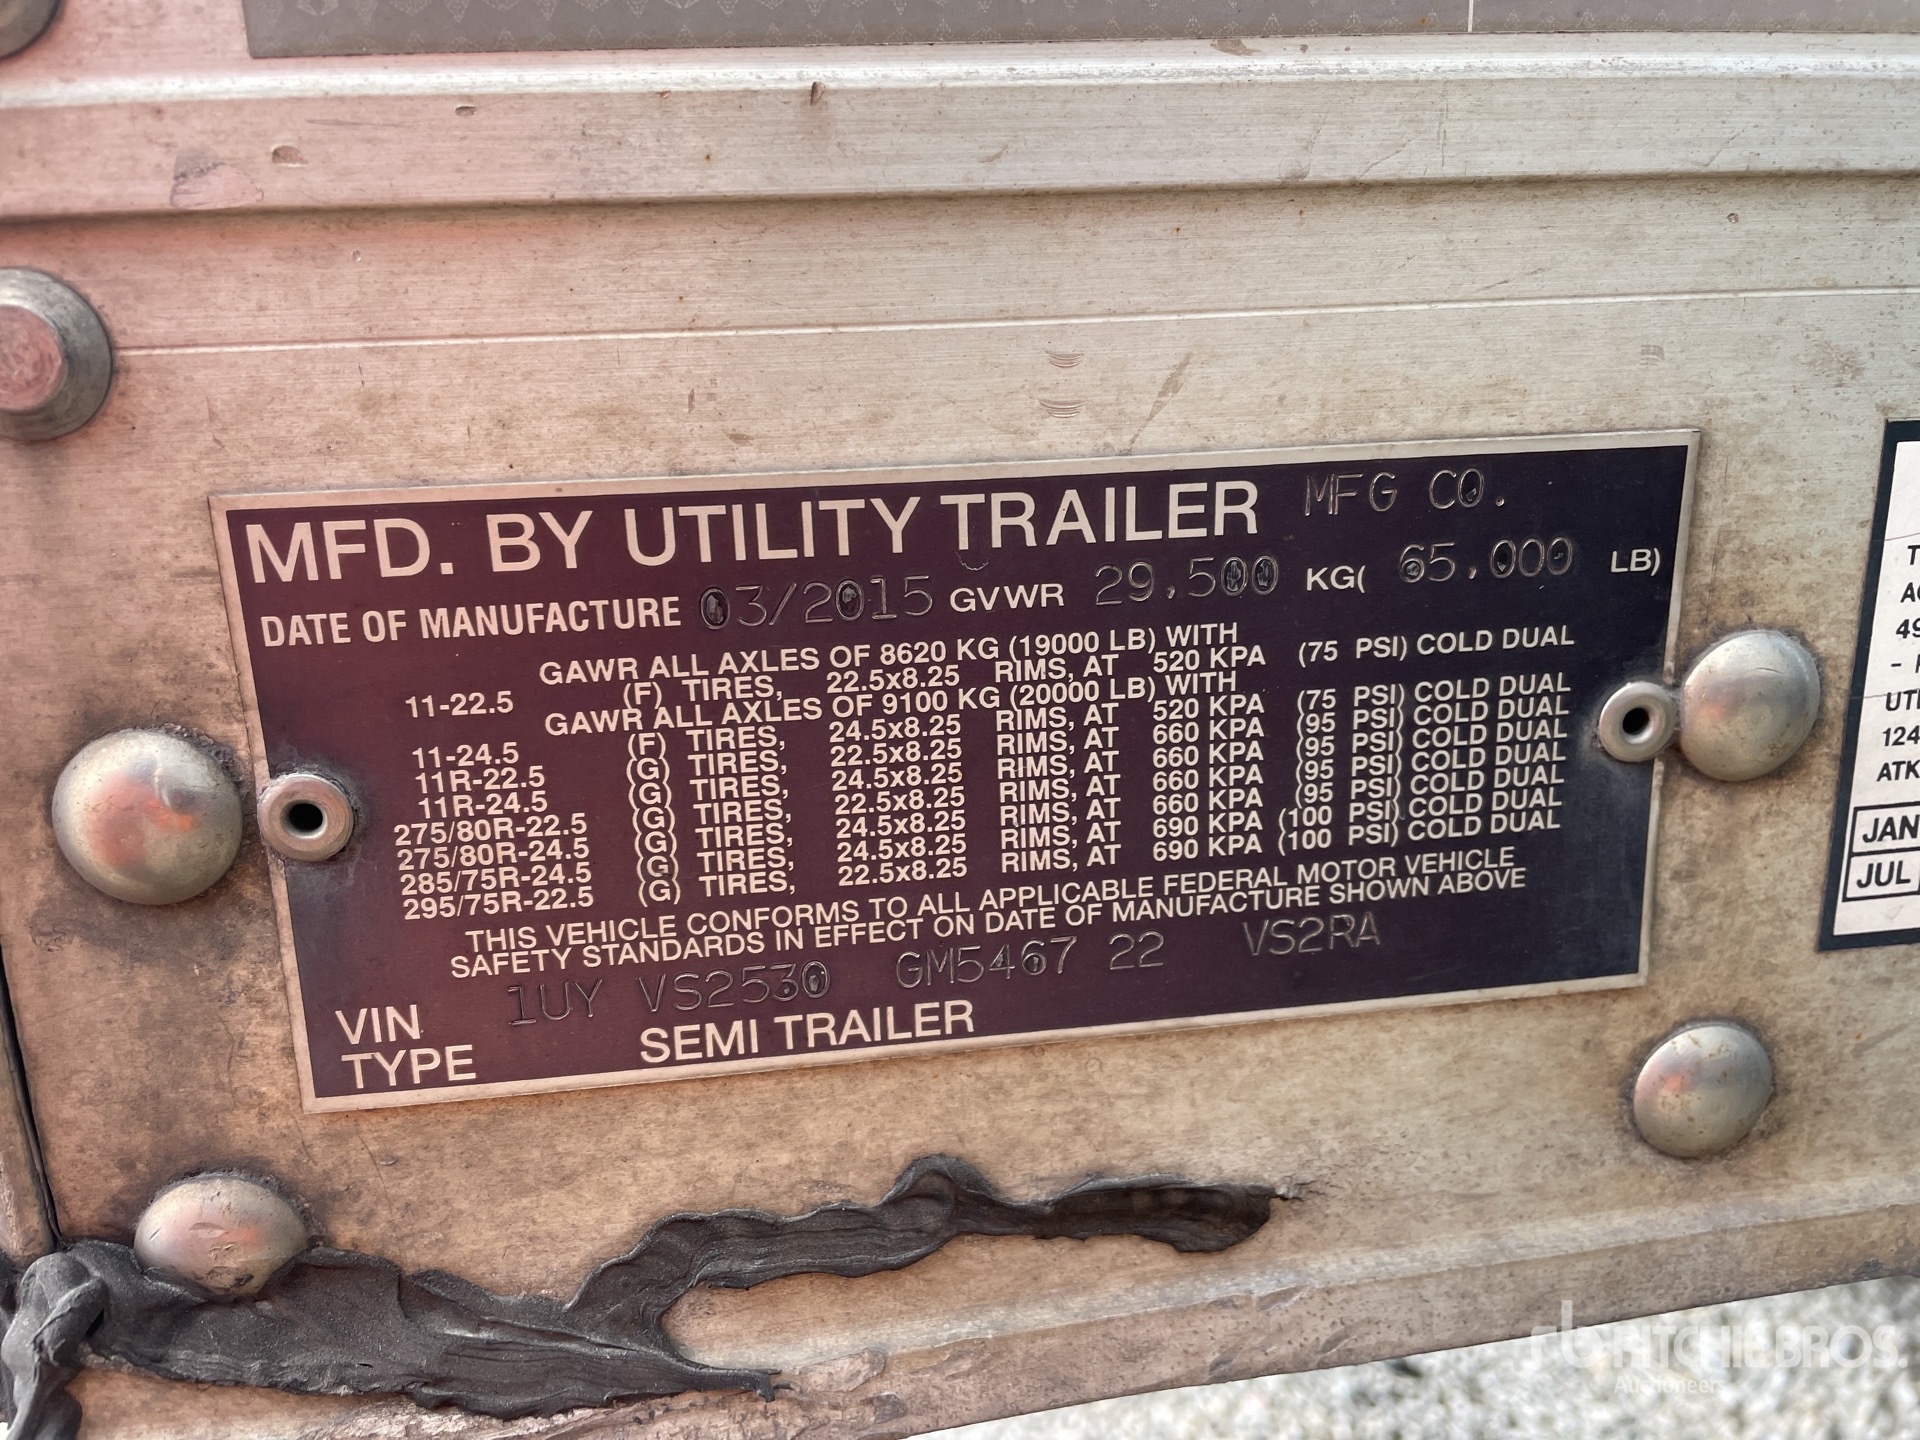 MFD. BY UTILITY TRAILER MFG CO.
DATE OF MANUFACTURE 03/2015 GVWR 29,500 KG( 65,000 LB)
GAWR ALL AXLES OF 8620 KG (19000 LB) WITH
11-22.5 (F) TIRES, 22.5x8.25 RIMS, AT 520 KPA (75 PSI) COLD DUAL
GAWR ALL AXLES OF 9100 KG (20000 LB) WITH
11-24.5 (F) TIRES, 24.5x8.25 RIMS, AT 520 KPA (75 PSI) COLD DUAL
11R-22.5 (G) TIRES, 22.5x8.25 RIMS, AT 660 KPA (95 PSI) COLD DUAL
11R-24.5 (G) TIRES, 24.5x8.25 RIMS, AT 660 KPA (95 PSI) COLD DUAL
275/80R-22.5 (G) TIRES, 22.5x8.25 RIMS, AT 660 KPA (95 PSI) COLD DUAL
275/80R-24.5 (G) TIRES, 24.5x8.25 RIMS, AT 660 KPA (95 PSI) COLD DUAL
285/75R-24.5 (G) TIRES, 24.5x8.25 RIMS, AT 690 KPA (100 PSI) COLD DUAL
295/75R-22.5 (G) TIRES, 22.5x8.25 RIMS, AT 690 KPA (100 PSI) COLD DUAL
THIS VEHICLE CONFORMS TO ALL APPLICABLE FEDERAL MOTOR VEHICLE
SAFETY STANDARDS IN EFFECT ON DATE OF MANUFACTURE SHOWN ABOVE
VIN 1UY VS2530 GM5467 22 VS2RA
TYPE SEMI TRAILER
124
ATK
JAN
JUL
rb RITCHIE BROS.
Auctioneers